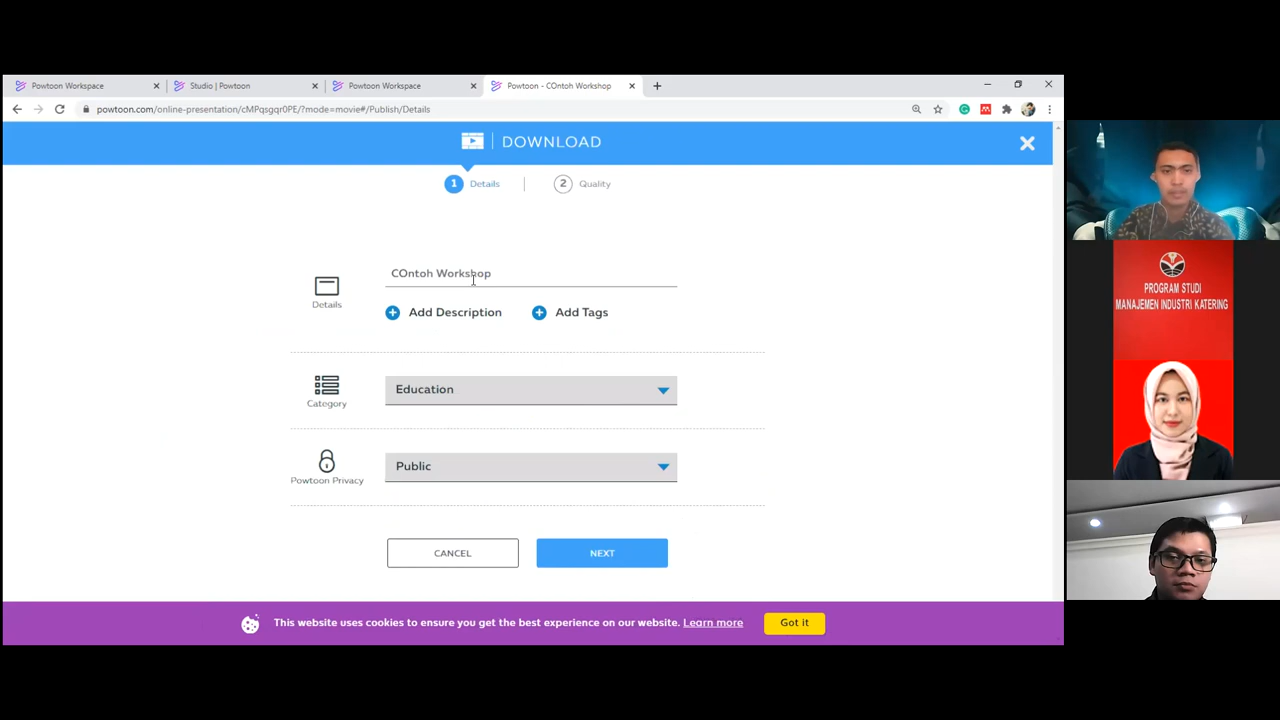 Powtoon Workspace
Studio | Powtoon
Powtoon Workspace
Powtoon - COntoh Workshop
powtoon.com/online-presentation/cMPqsgqr0PE/?mode=movie#/Publish/Details
DOWNLOAD
1 Details
2 Quality
COntoh Workshop
Details
Add Description
Add Tags
Education
Category
Public
Powtoon Privacy
CANCEL
NEXT
This website uses cookies to ensure you get the best experience on our website. Learn more
Got it
PROGRAM STUDI
MANAJEMEN INDUSTRI KATERING